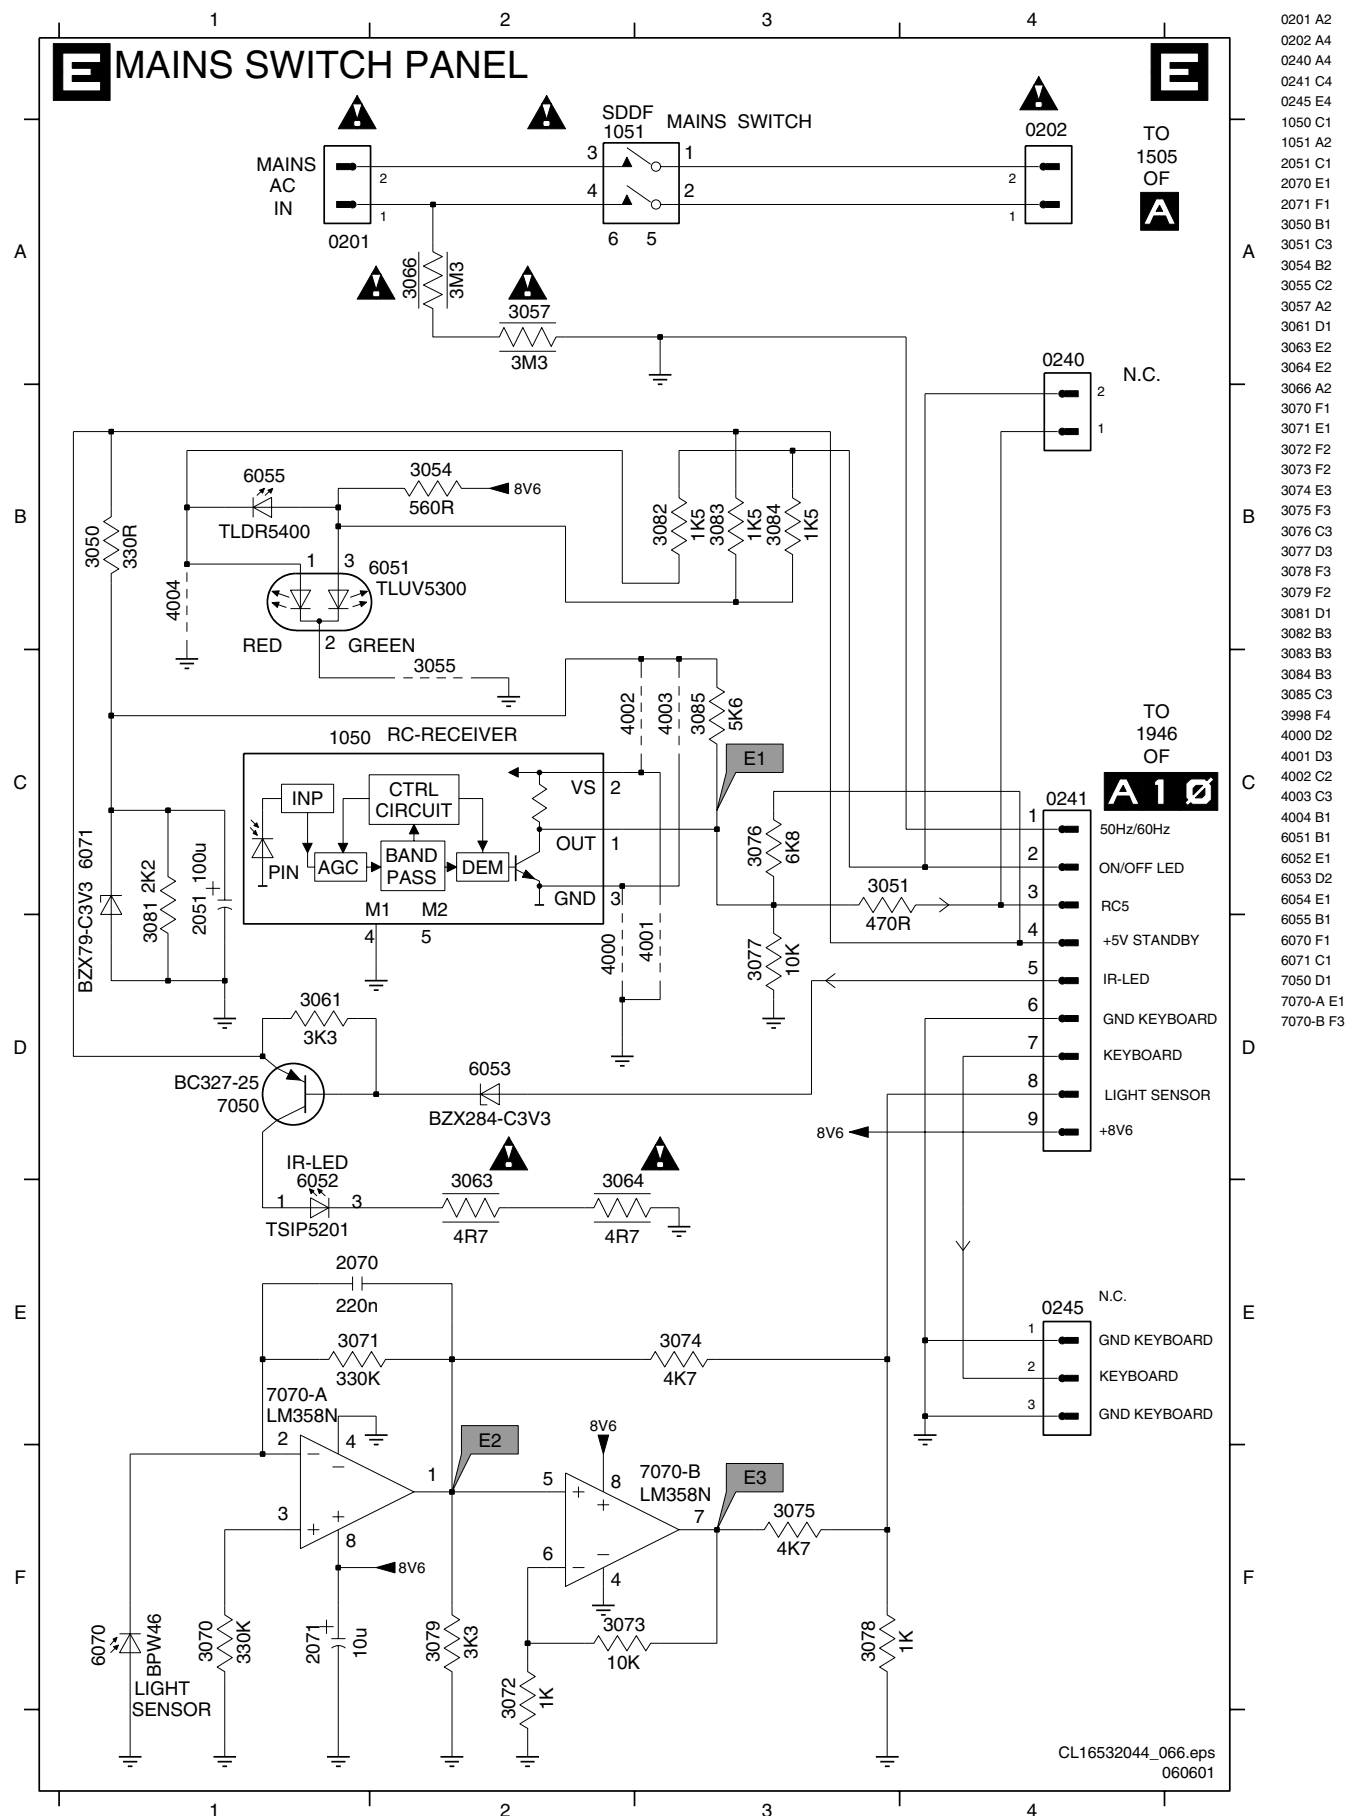 1 2 3 4
E MAINS SWITCH PANEL E
SDDF
1051 MAINS SWITCH
0202
TO
1505
OF
A
MAINS
AC
IN
2
1
0201
3
4
1
2
6 5
2
1
A A
3066
3M3
3057
3M3
0240
N.C.
2
1
6055
TLDR5400
3054
560R
8V6
B B
3050
330R
3082
1K5
3083
1K5
3084
1K5
1 3
6051
TLUV5300
4004
RED 2 GREEN
3055
4002
4003
3085
5K6
1050 RC-RECEIVER
E1
TO
1946
OF
A10
C C
INP
CTRL
CIRCUIT
VS 2
OUT 1
PIN AGC
BAND
PASS
DEM
GND 3
M1 M2
4 5
BZX79-C3V3 6071
3081 2K2
2051 100u
3076
6K8
3051
470R
0241
1 50Hz/60Hz
2 ON/OFF LED
3 RC5
4 +5V STANDBY
5 IR-LED
6 GND KEYBOARD
7 KEYBOARD
8 LIGHT SENSOR
9 +8V6
4000
4001
3077
10K
3061
3K3
D D
BC327-25
7050
6053
BZX284-C3V3
8V6
IR-LED
6052
1 3
TSIP5201
3063
4R7
3064
4R7
2070
220n
E E
3071
330K
3074
4K7
N.C.
0245
1 GND KEYBOARD
2 KEYBOARD
3 GND KEYBOARD
7070-A
LM358N
2
4
3
8
1
E2
8V6
8V6
5
8
6
4
7070-B
LM358N
7
E3
3075
4K7
F F
6070
BPW46
LIGHT
SENSOR
3070
330K
2071
10u
3079
3K3
3073
10K
3072
1K
3078
1K
CL16532044_066.eps
060601
1 2 3 4
0201 A2
0202 A4
0240 A4
0241 C4
0245 E4
1050 C1
1051 A2
2051 C1
2070 E1
2071 F1
3050 B1
3051 C3
3054 B2
3055 C2
3057 A2
3061 D1
3063 E2
3064 E2
3066 A2
3070 F1
3071 E1
3072 F2
3073 F2
3074 E3
3075 F3
3076 C3
3077 D3
3078 F3
3079 F2
3081 D1
3082 B3
3083 B3
3084 B3
3085 C3
3998 F4
4000 D2
4001 D3
4002 C2
4003 C3
4004 B1
6051 B1
6052 E1
6053 D2
6054 E1
6055 B1
6070 F1
6071 C1
7050 D1
7070-A E1
7070-B F3